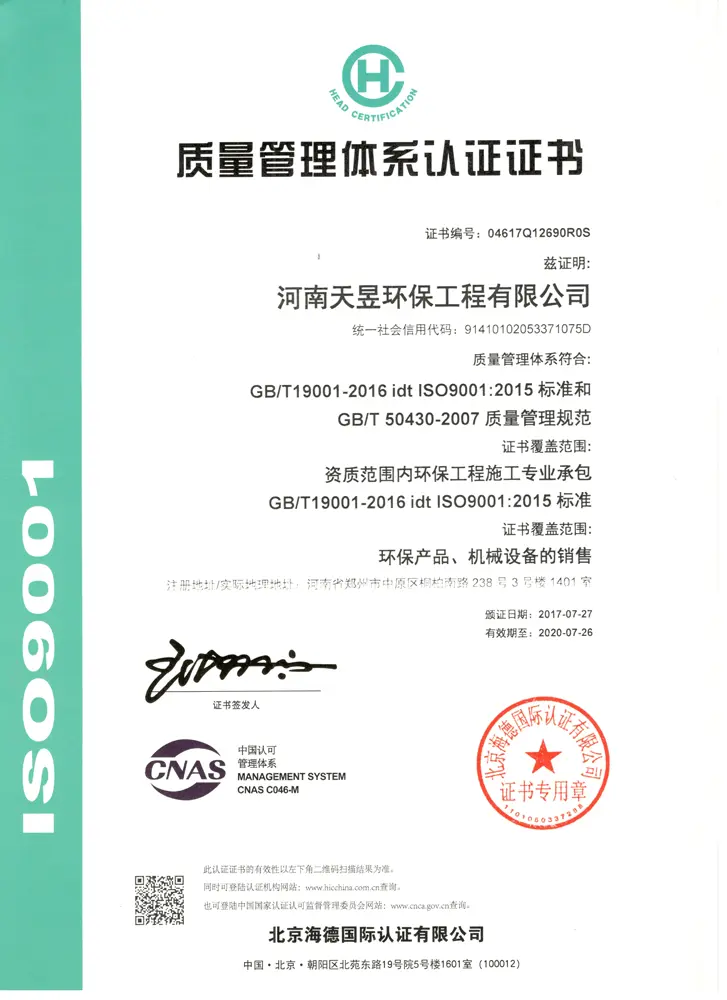 HEAD CERTIFICATION
质量管理体系认证证书
证书编号：04617Q12690R0S
兹证明:
河南天昱环保工程有限公司
统一社会信用代码：91410102053371075D
质量管理体系符合:
GB/T19001-2016 idt ISO9001:2015 标准和
GB/T 50430-2007 质量管理规范
证书覆盖范围:
资质范围内环保工程施工专业承包
GB/T19001-2016 idt ISO9001:2015 标准
证书覆盖范围:
环保产品、机械设备的销售
注册地址/实际地理地址：河南省郑州市中原区桐柏南路 238 号 3 号楼 1401 室
颁证日期：2017-07-27
有效期至：2020-07-26
ISO9001
证书签发人
CNAS
中国认可
管理体系
MANAGEMENT SYSTEM
CNAS C046-M
北京海德国际认证有限公司
证书专用章
此认证证书的有效性以左下角二维码扫描结果为准。
同时可登陆认证机构网站：www.hicchina.com.cn查询。
也可登陆中国国家认证认可监督管理委员会网站：www.cnca.gov.cn查询。
北京海德国际认证有限公司
中国·北京·朝阳区北苑东路19号院5号楼1601室（100012）